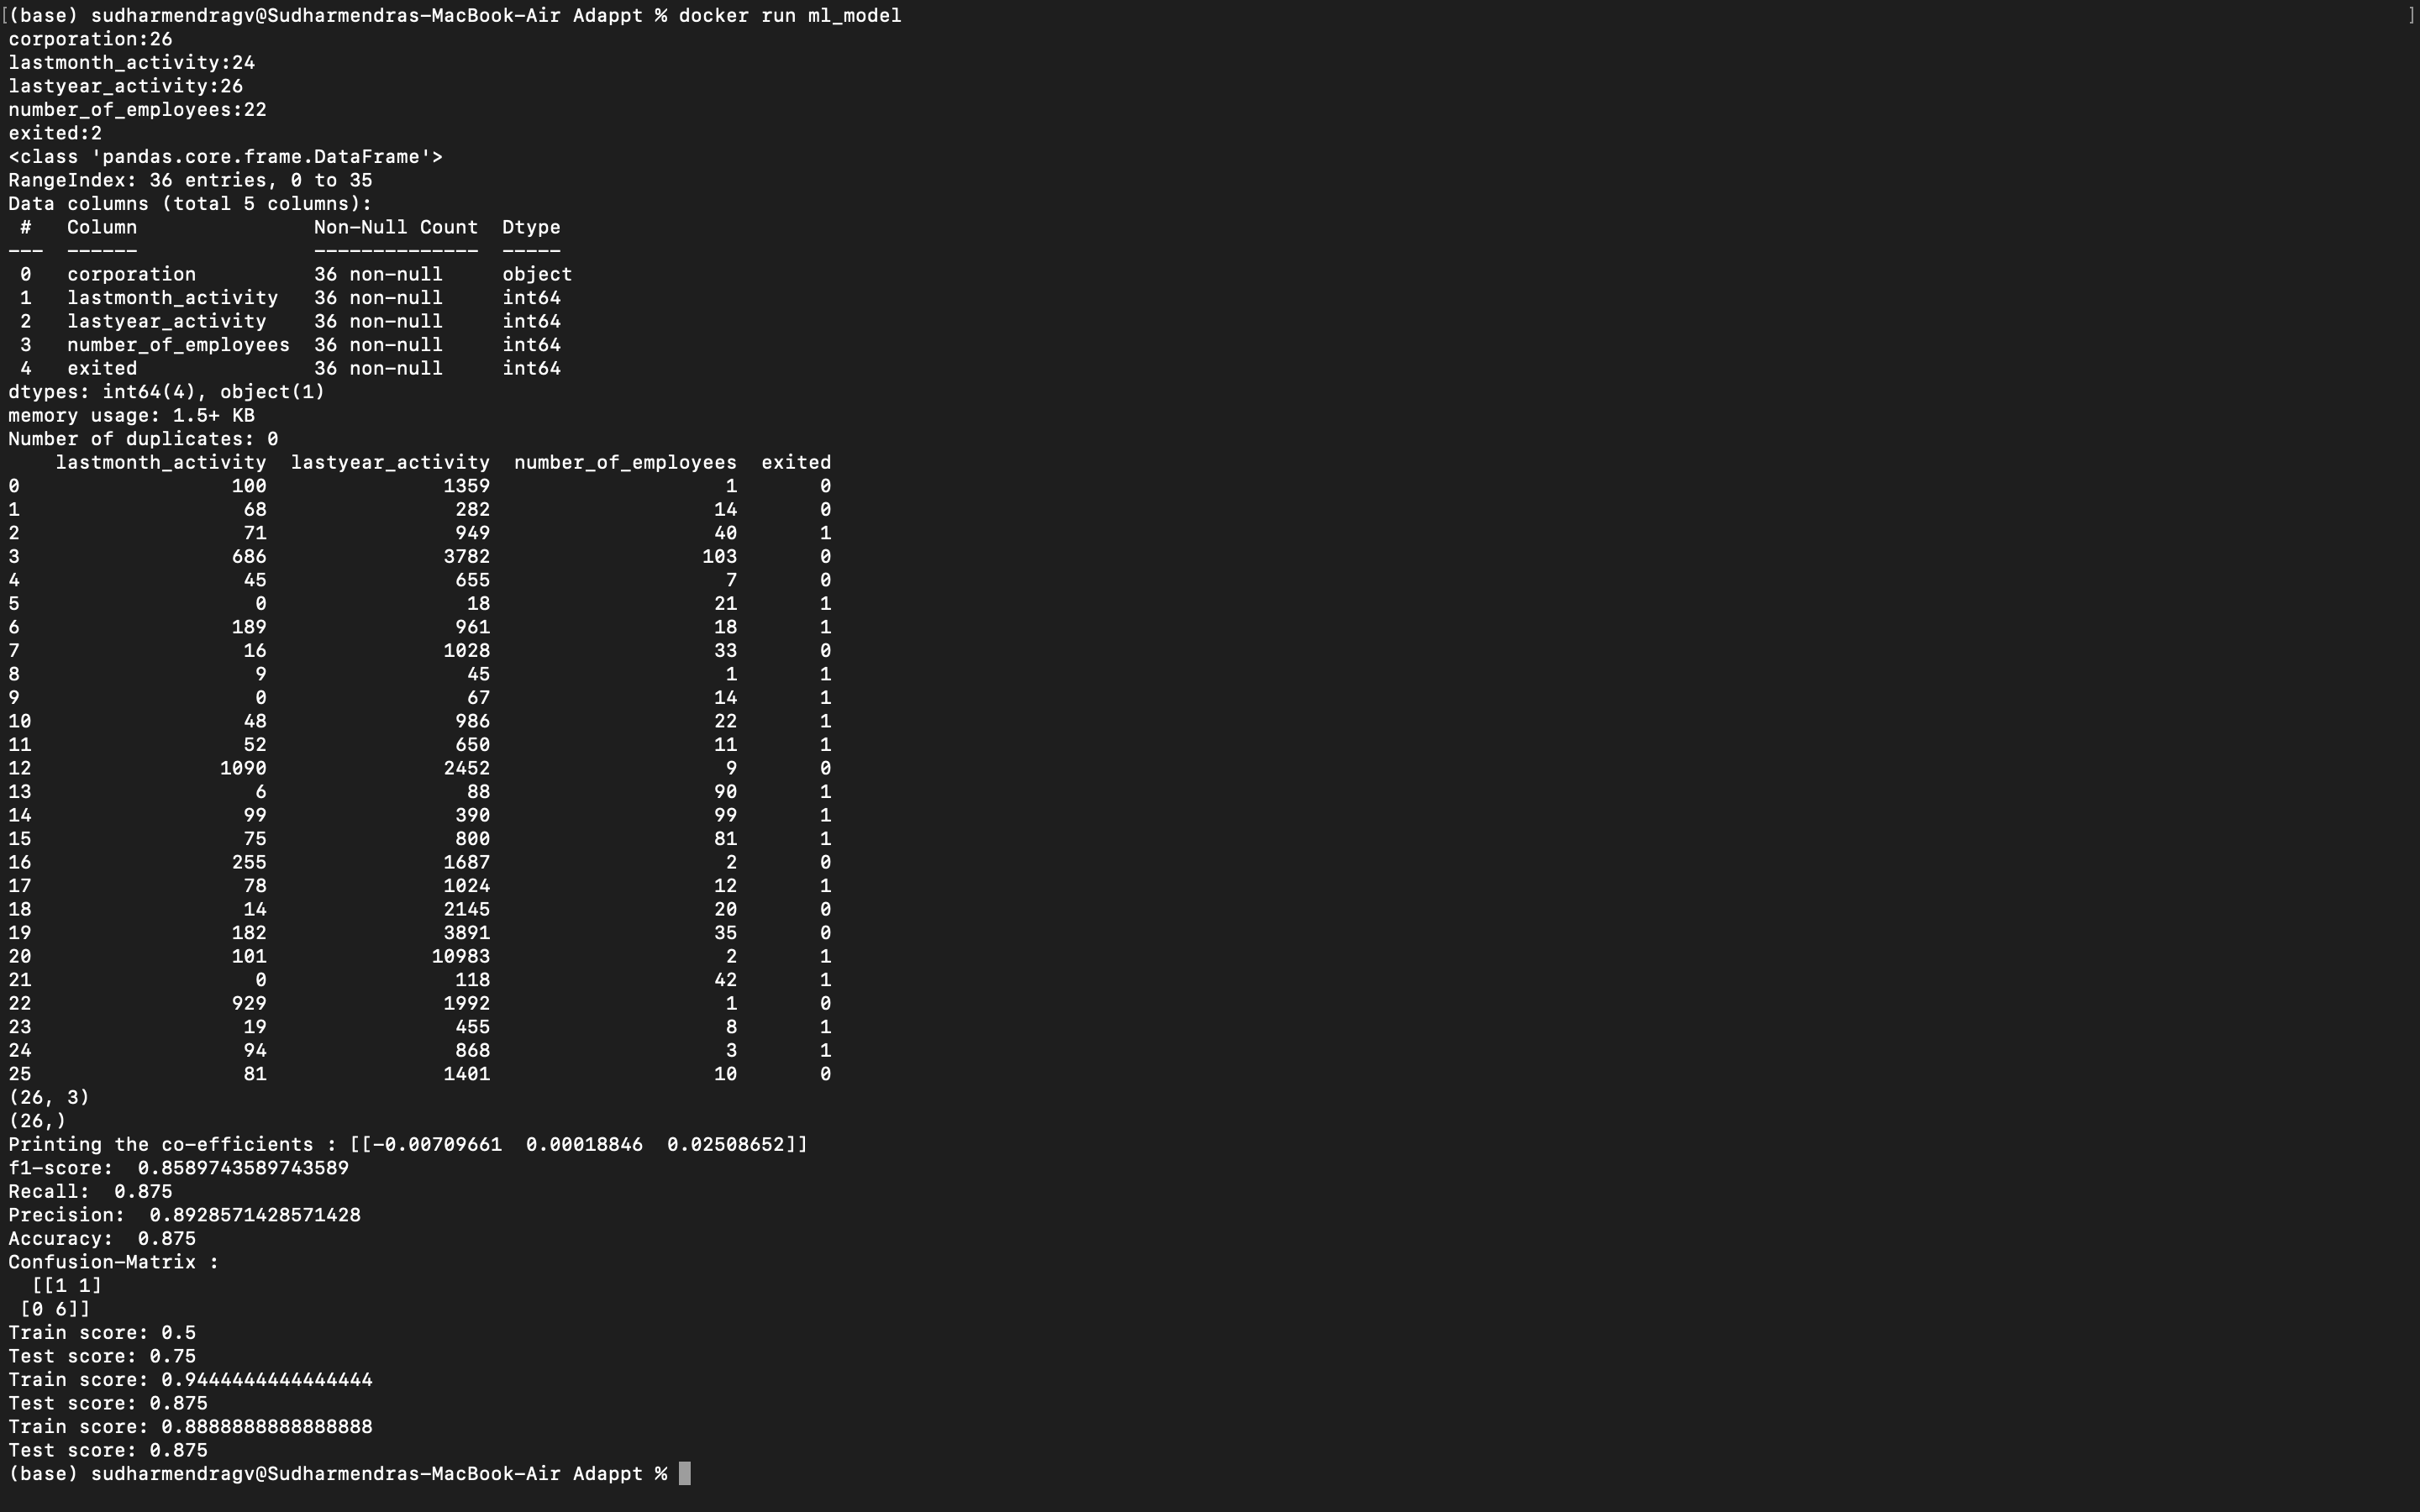 [(base) sudharmendragv@Sudharmendras-MacBook-Air Adappt % docker run ml_model ]
corporation:26
lastmonth_activity:24
lastyear_activity:26
number_of_employees:22
exited:2
<class 'pandas.core.frame.DataFrame'>
RangeIndex: 36 entries, 0 to 35
Data columns (total 5 columns):
 #   Column               Non-Null Count  Dtype
---  ------               --------------  -----
 0   corporation          36 non-null     object
 1   lastmonth_activity   36 non-null     int64
 2   lastyear_activity    36 non-null     int64
 3   number_of_employees  36 non-null     int64
 4   exited               36 non-null     int64
dtypes: int64(4), object(1)
memory usage: 1.5+ KB
Number of duplicates: 0
    lastmonth_activity  lastyear_activity  number_of_employees  exited
0                  100               1359                    1       0
1                   68                282                   14       0
2                   71                949                   40       1
3                  686               3782                  103       0
4                   45                655                    7       0
5                    0                 18                   21       1
6                  189                961                   18       1
7                   16               1028                   33       0
8                    9                 45                    1       1
9                    0                 67                   14       1
10                  48                986                   22       1
11                  52                650                   11       1
12                1090               2452                    9       0
13                   6                 88                   90       1
14                  99                390                   99       1
15                  75                800                   81       1
16                 255               1687                    2       0
17                  78               1024                   12       1
18                  14               2145                   20       0
19                 182               3891                   35       0
20                 101              10983                    2       1
21                   0                118                   42       1
22                 929               1992                    1       0
23                  19                455                    8       1
24                  94                868                    3       1
25                  81               1401                   10       0
(26, 3)
(26,)
Printing the co-efficients : [[-0.00709661  0.00018846  0.02508652]]
f1-score:  0.8589743589743589
Recall:  0.875
Precision:  0.8928571428571428
Accuracy:  0.875
Confusion-Matrix :
  [[1 1]
 [0 6]]
Train score: 0.5
Test score: 0.75
Train score: 0.9444444444444444
Test score: 0.875
Train score: 0.8888888888888888
Test score: 0.875
(base) sudharmendragv@Sudharmendras-MacBook-Air Adappt %